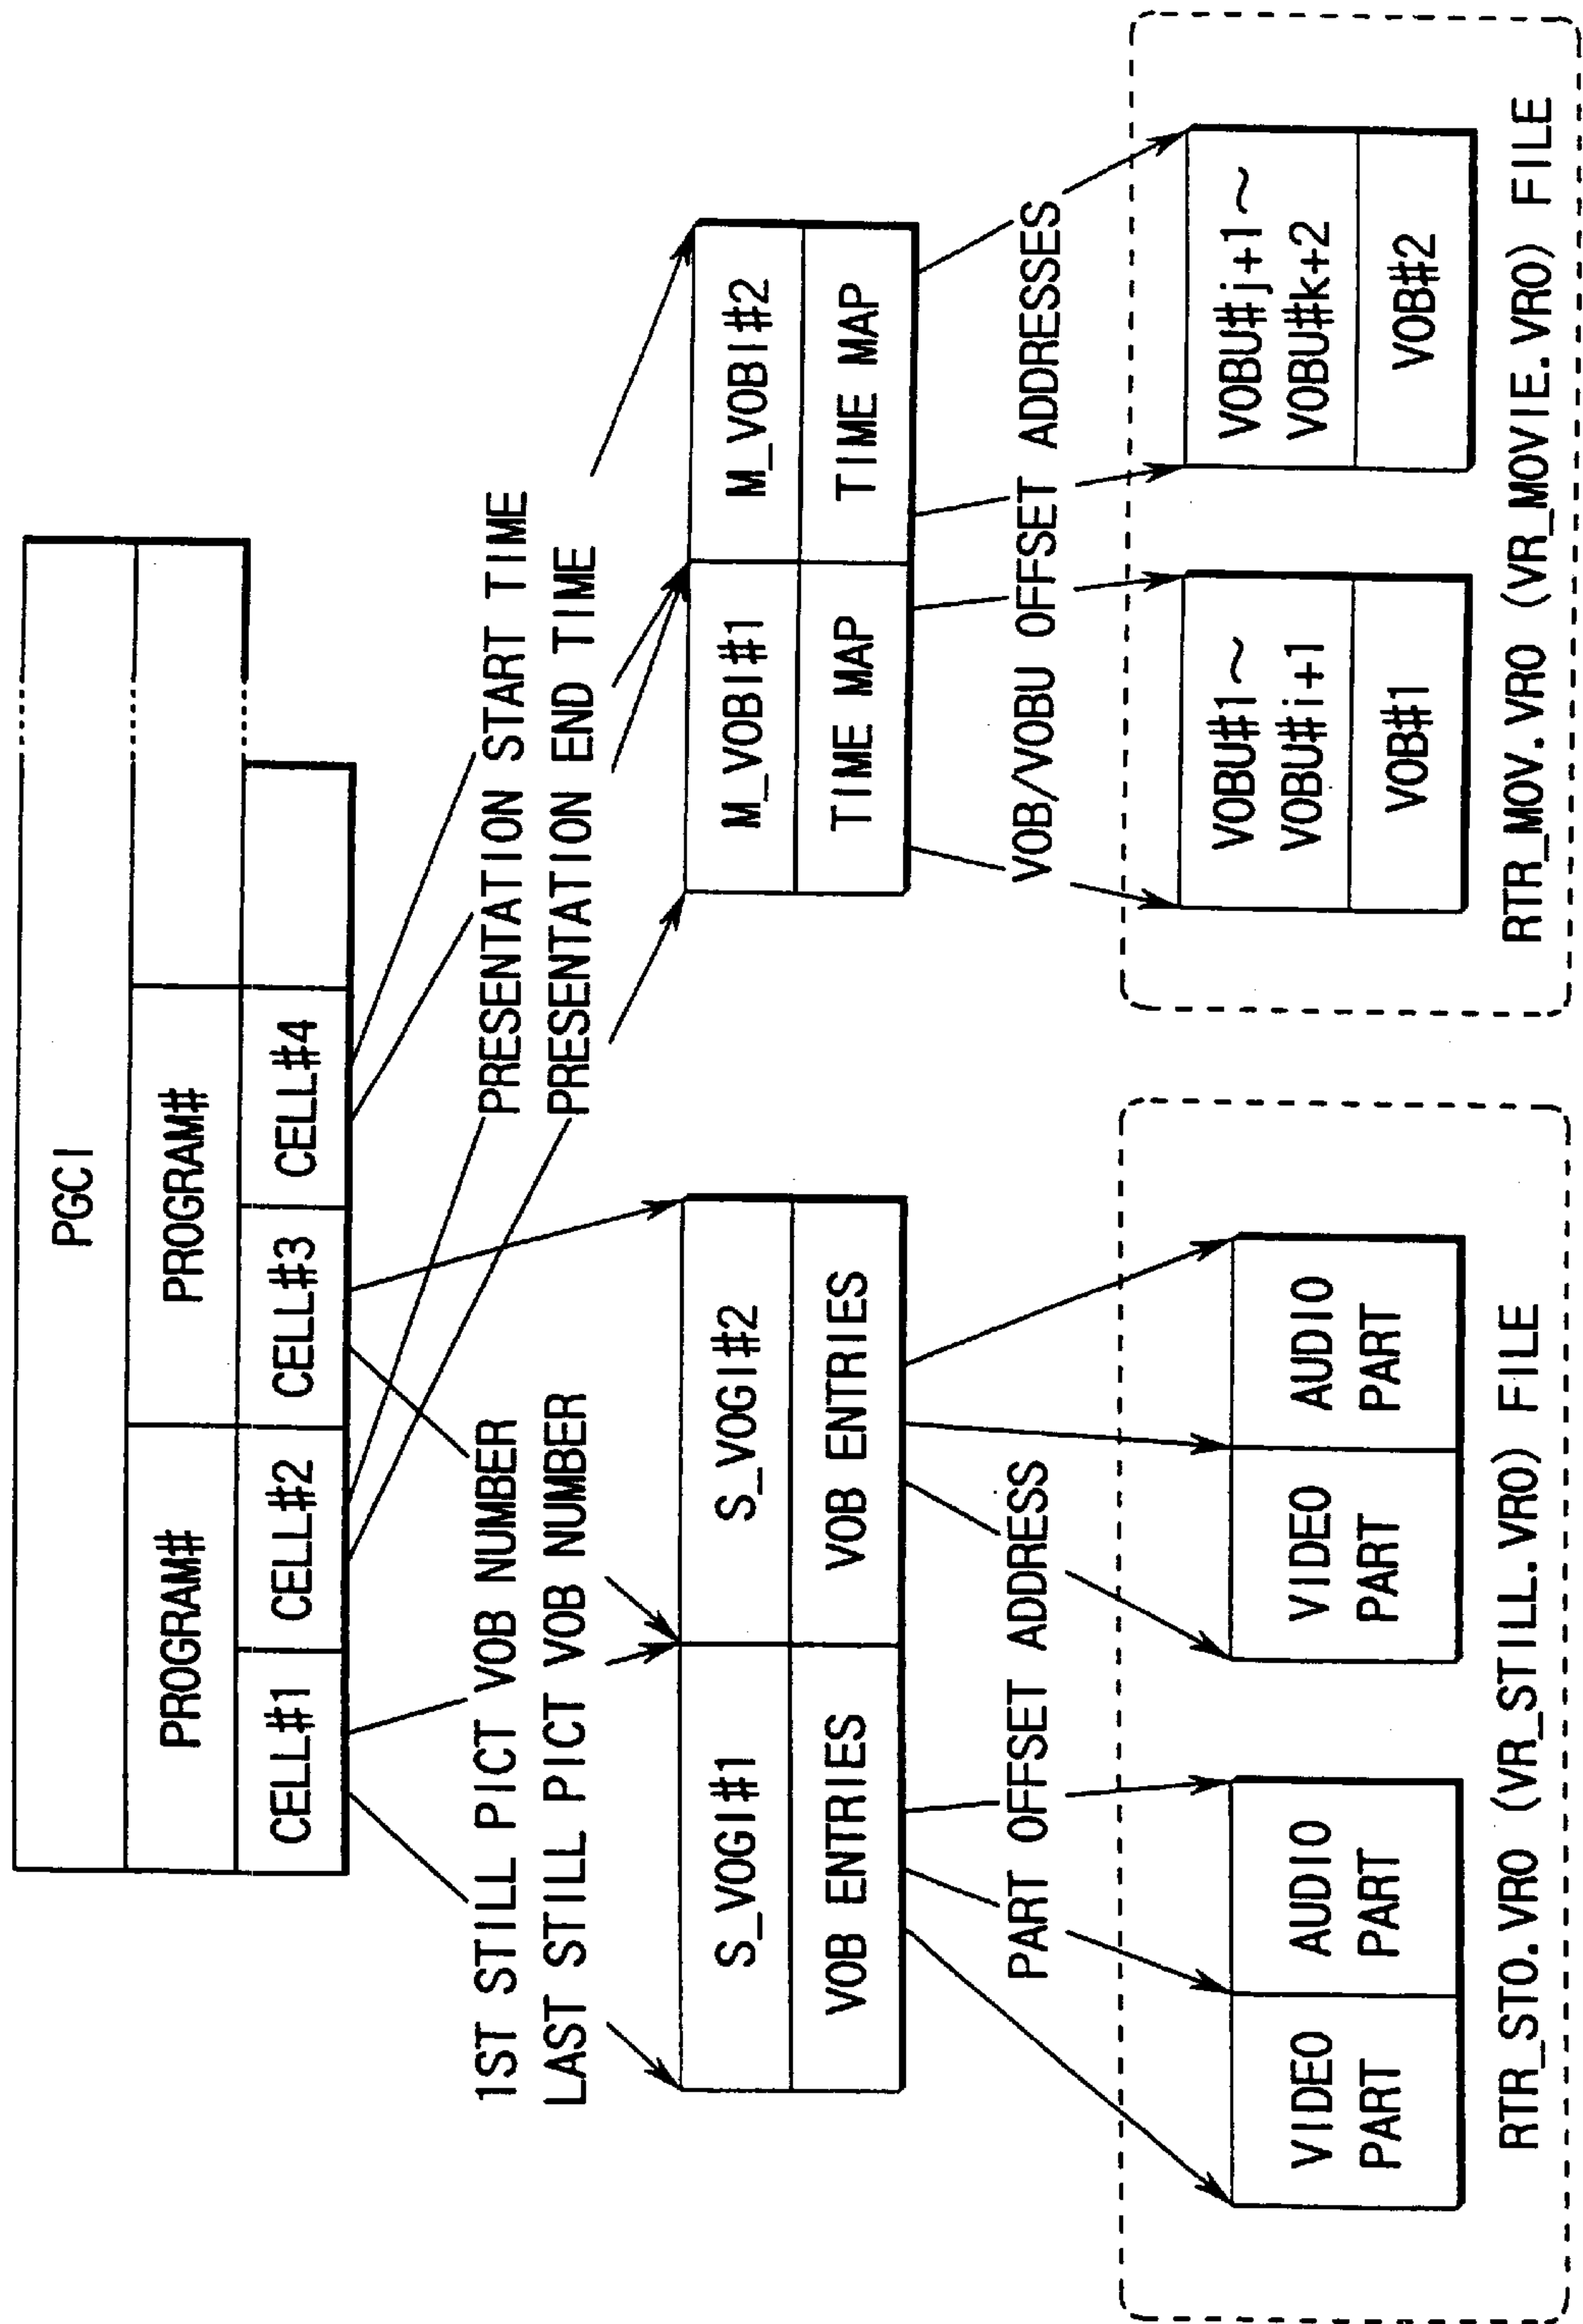 PGCI
PROGRAM#
PROGRAM#
CELL#1
CELL#2
CELL#3
CELL#4
1ST STILL PICT VOB NUMBER
LAST STILL PICT VOB NUMBER
PRESENTATION START TIME
PRESENTATION END TIME
S_VOGI#1
S_VOGI#2
VOB ENTRIES
VOB ENTRIES
M_VOBI#1
M_VOBI#2
TIME MAP
TIME MAP
PART OFFSET ADDRESS
VOB/VOBU OFFSET ADDRESSES
VIDEO
PART
AUDIO
PART
VIDEO
PART
AUDIO
PART
RTR_STO.VRO (VR_STILL.VRO) FILE
VOBU#1~
VOBU#i+1
VOB#1
VOBU#j+1~
VOBU#k+2
VOB#2
RTR_MOV.VRO (VR_MOVIE.VRO) FILE